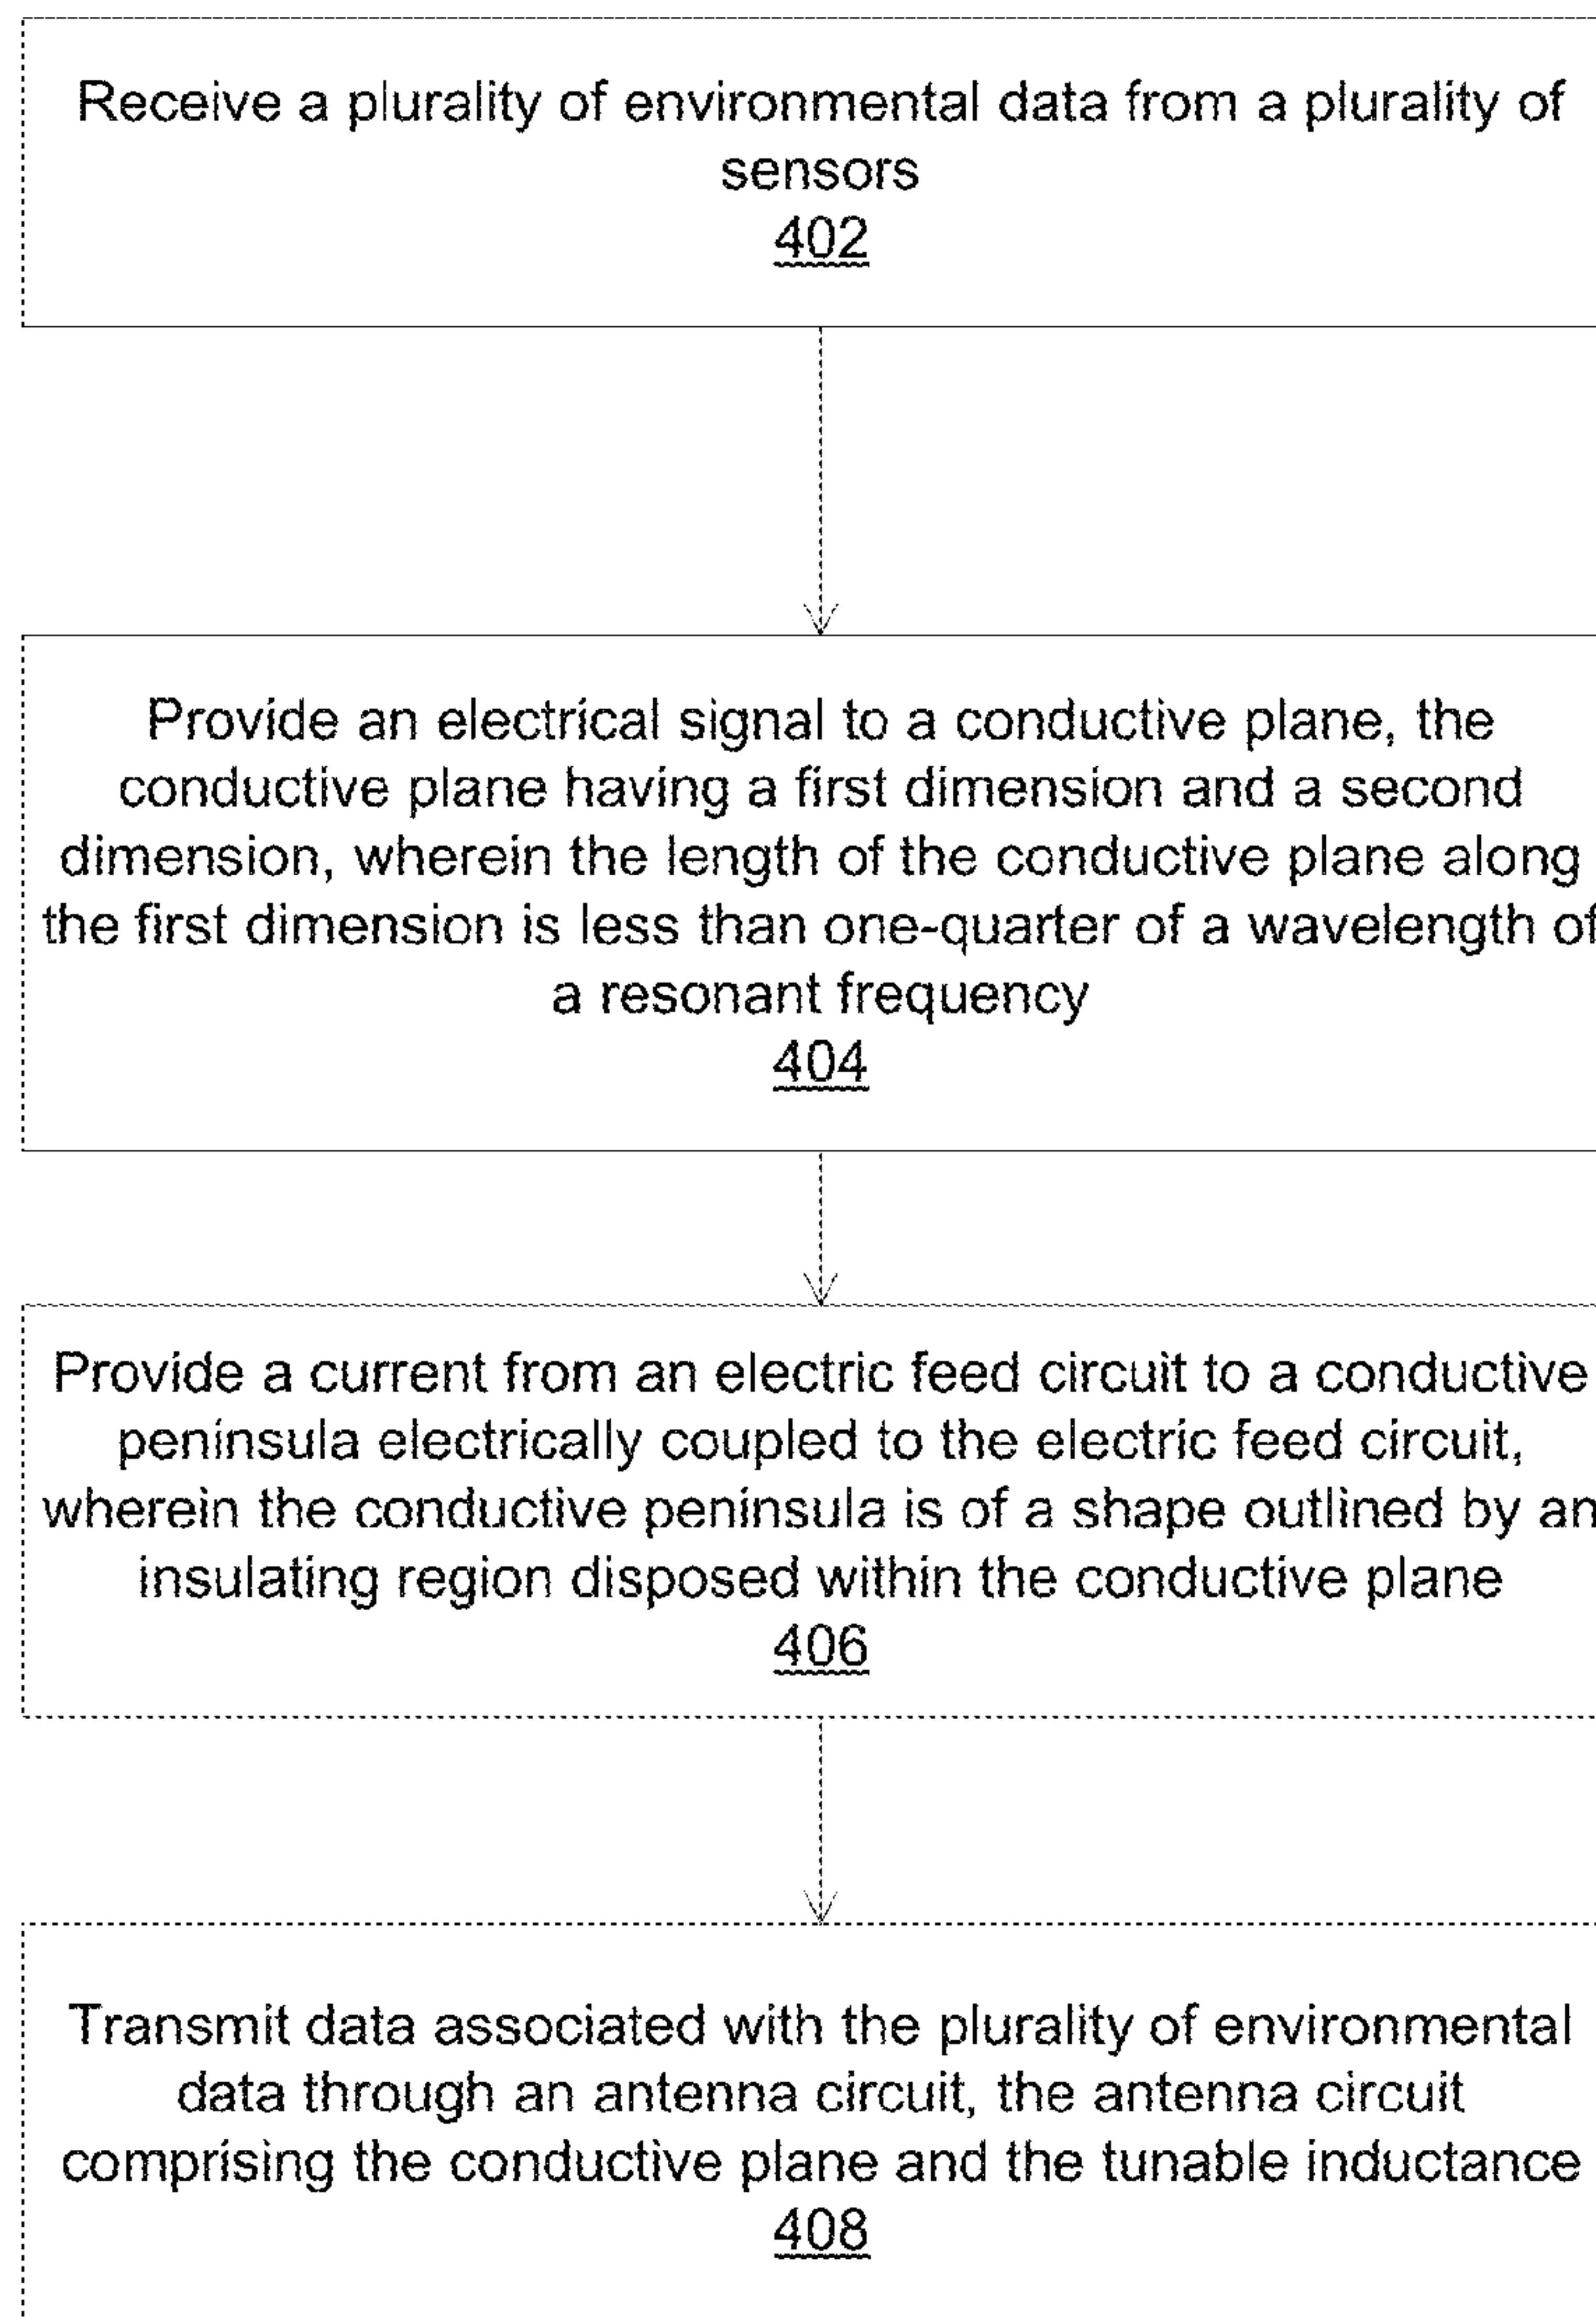 Receive a plurality of environmental data from a plurality of
sensors
402
Provide an electrical signal to a conductive plane, the
conductive plane having a first dimension and a second
dimension, wherein the length of the conductive plane along
the first dimension is less than one-quarter of a wavelength of
a resonant frequency
404
Provide a current from an electric feed circuit to a conductive
peninsula electrically coupled to the electric feed circuit,
wherein the conductive peninsula is of a shape outlined by an
insulating region disposed within the conductive plane
406
Transmit data associated with the plurality of environmental
data through an antenna circuit, the antenna circuit
comprising the conductive plane and the tunable inductance
408